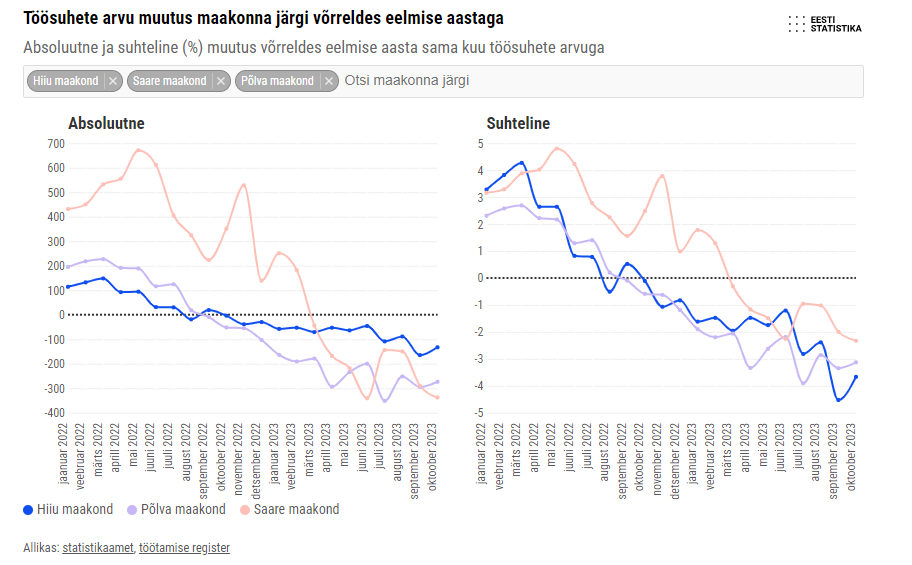 Töösuhete arvu muutus maakonna järgi võrreldes eelmise aastaga
EESTI
STATISTIKA
Absoluutne ja suhteline (%) muutus võrreldes eelmise aasta sama kuu töösuhete arvuga
Hiiu maakond × Saare maakond × Põlva maakond × Otsi maakonna järgi
Absoluutne
700
600
500
400
300
200
100
0
-100
-200
-300
-400
jaanuar 2022
veebruar 2022
märts 2022
aprill 2022
mai 2022
juuni 2022
juuli 2022
august 2022
september 2022
oktoober 2022
november 2022
detsember 2022
jaanuar 2023
veebruar 2023
märts 2023
aprill 2023
mai 2023
juuni 2023
juuli 2023
august 2023
september 2023
oktoober 2023
Suhteline
5
4
3
2
1
0
-1
-2
-3
-4
-5
jaanuar 2022
veebruar 2022
märts 2022
aprill 2022
mai 2022
juuni 2022
juuli 2022
august 2022
september 2022
oktoober 2022
november 2022
detsember 2022
jaanuar 2023
veebruar 2023
märts 2023
aprill 2023
mai 2023
juuni 2023
juuli 2023
august 2023
september 2023
oktoober 2023
Hiiu maakond Põlva maakond Saare maakond
Allikas: statistikaamet, töötamise register